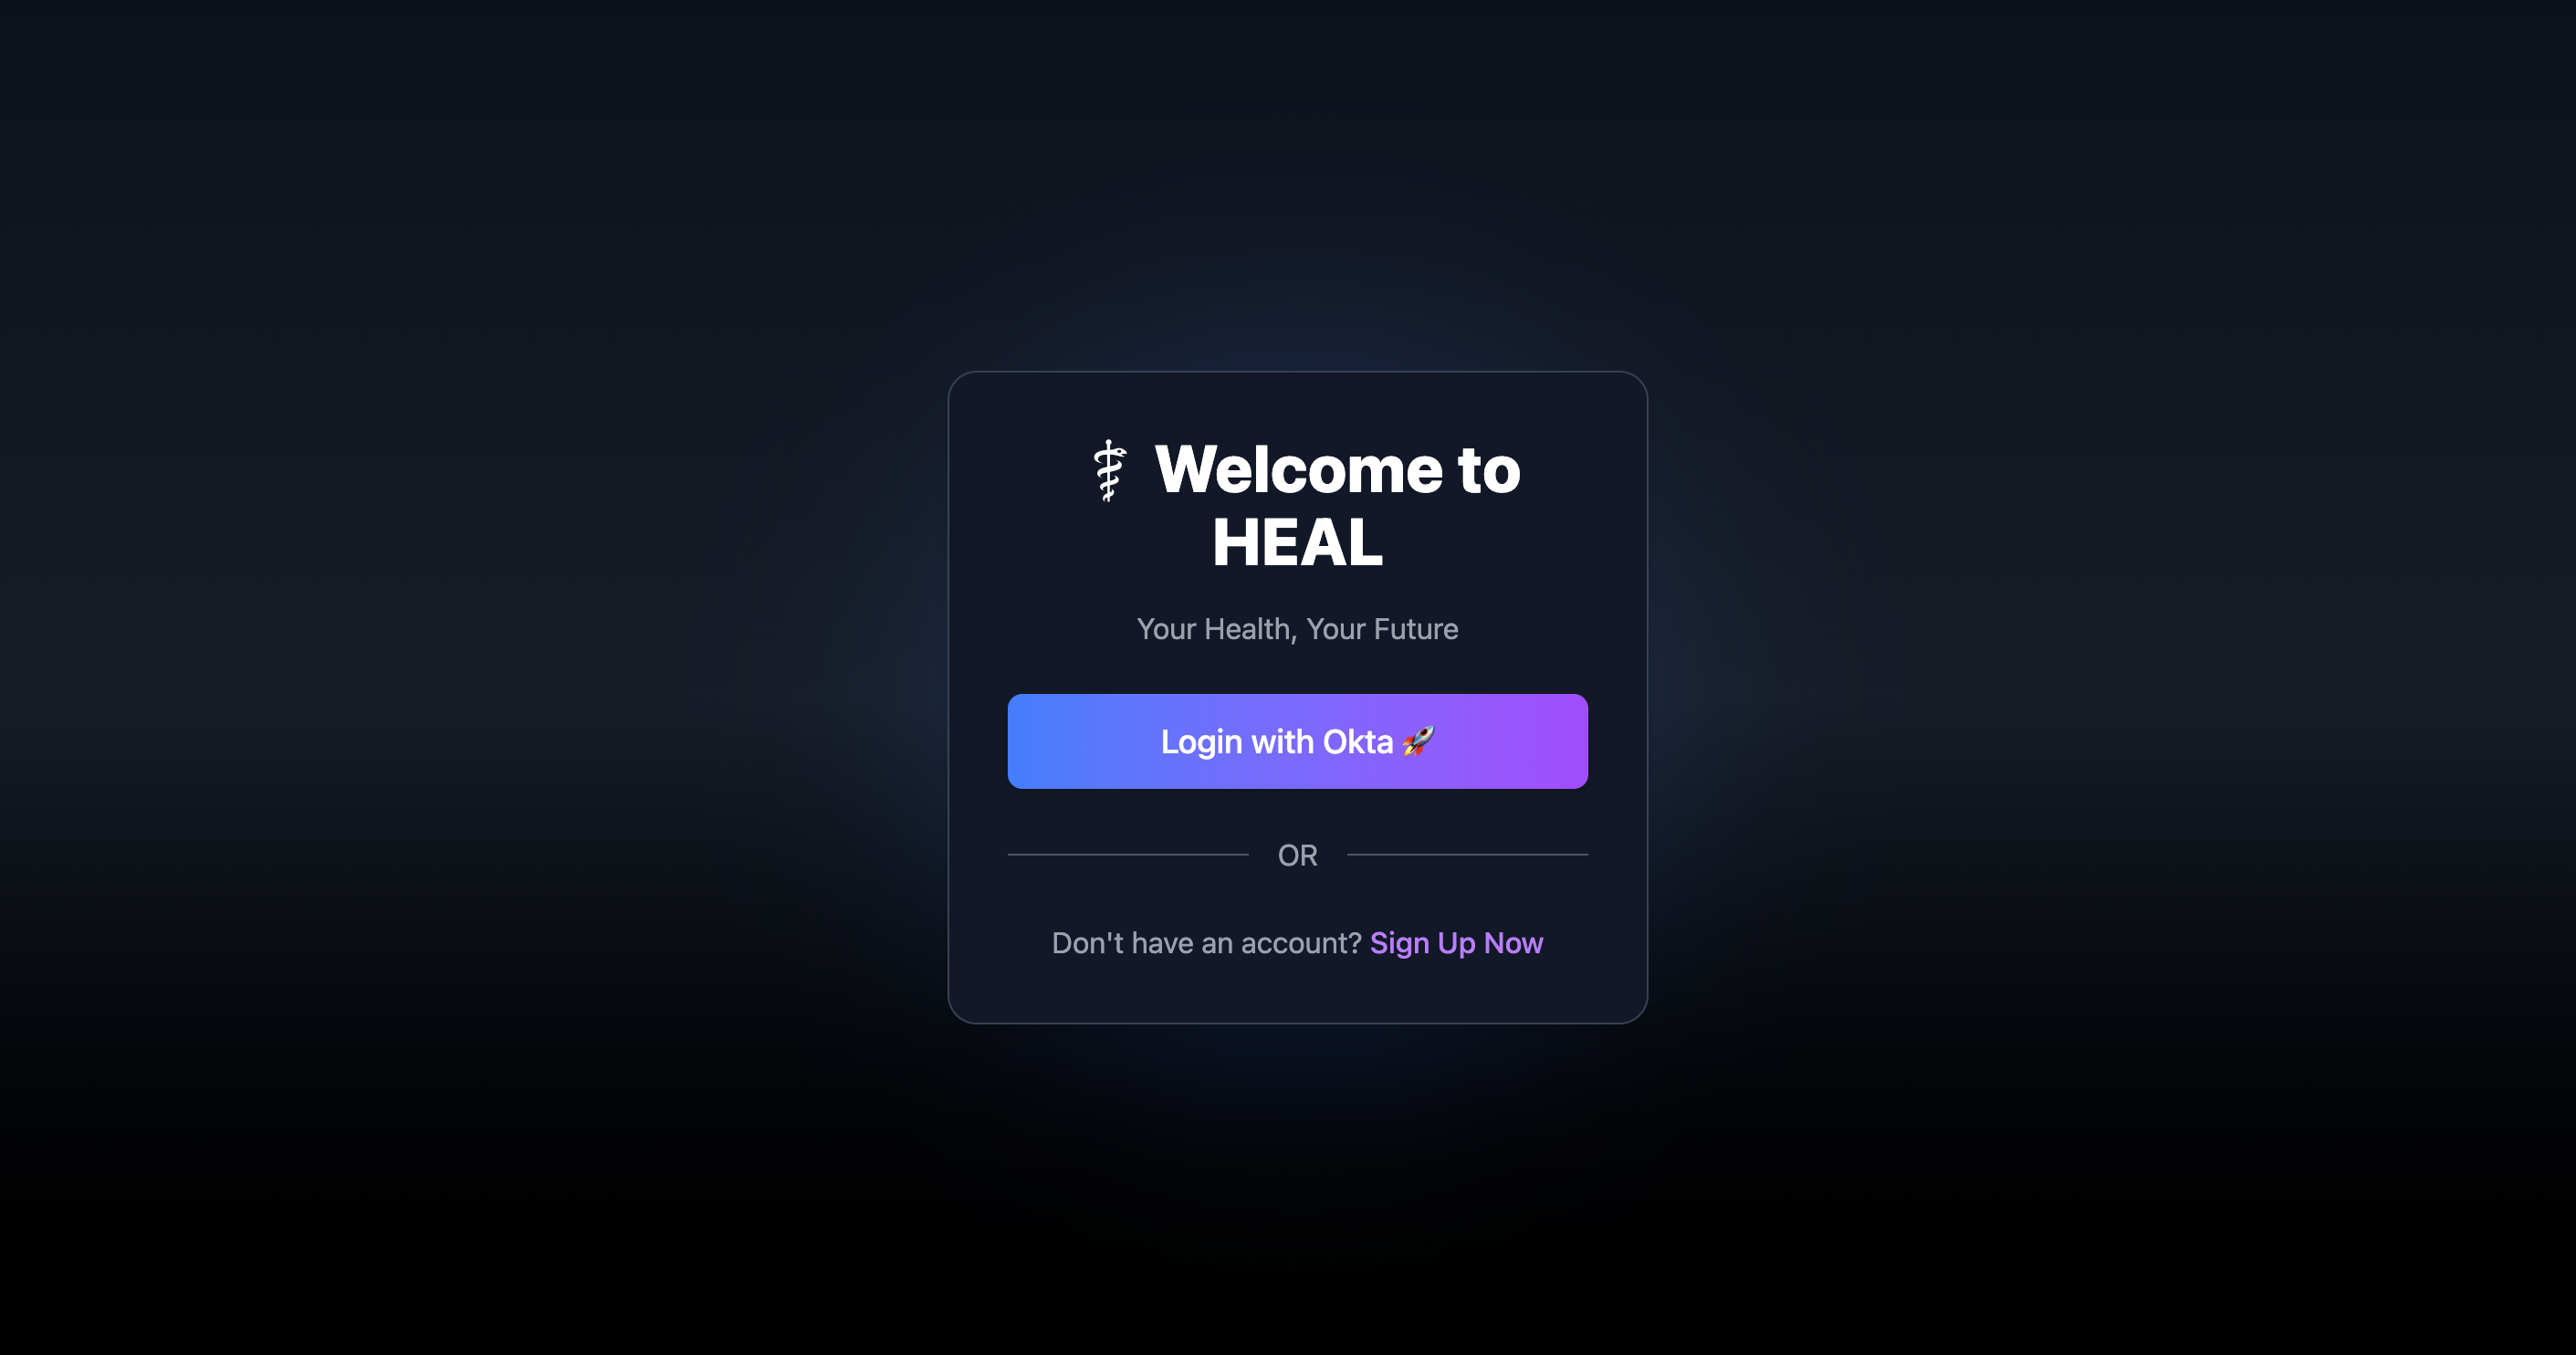 ⚕ Welcome to
HEAL
Your Health, Your Future
Login with Okta 🚀
OR
Don't have an account? Sign Up Now